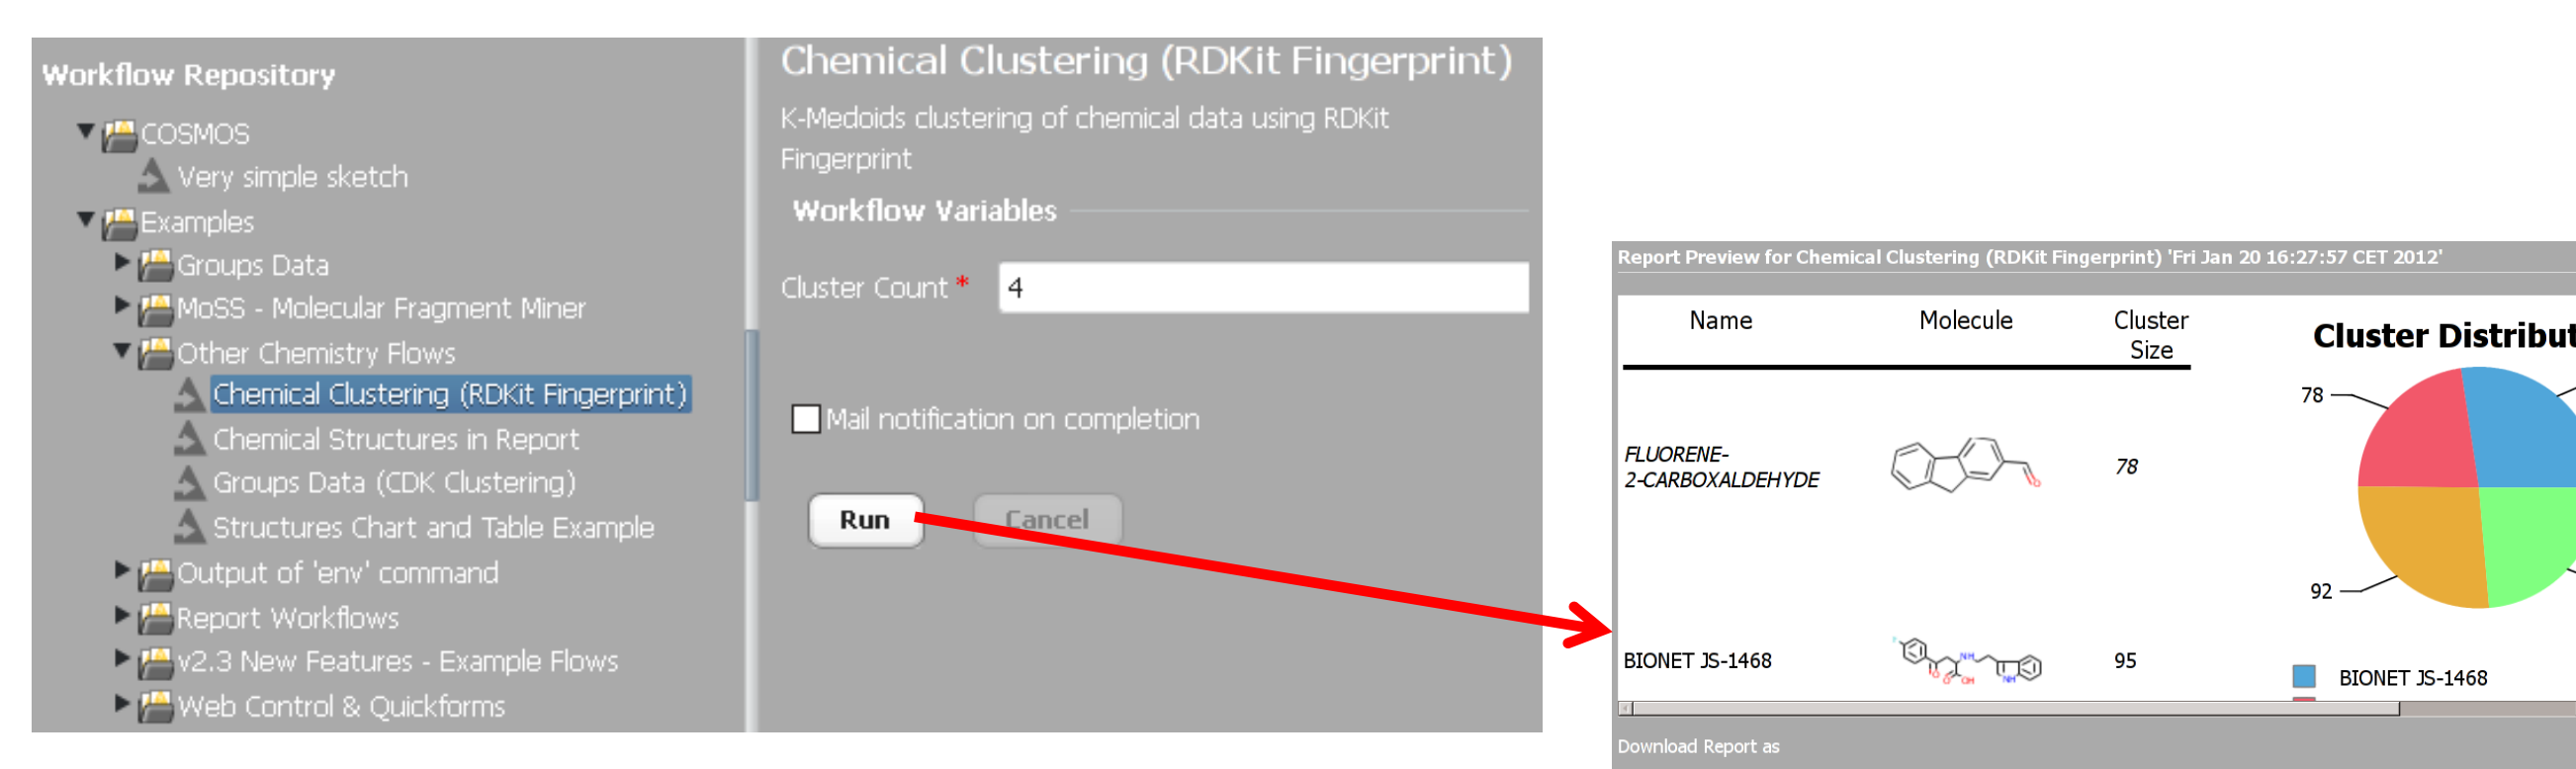 Workflow Repository
COSMOS
Very simple sketch
Examples
Groups Data
MoSS - Molecular Fragment Miner
Other Chemistry Flows
Chemical Clustering (RDKit Fingerprint)
Chemical Structures in Report
Groups Data (CDK Clustering)
Structures Chart and Table Example
Output of 'env' command
Report Workflows
v2.3 New Features - Example Flows
Web Control & Quickforms
Chemical Clustering (RDKit Fingerprint)
K-Medoids clustering of chemical data using RDKit
Fingerprint
Workflow Variables
Cluster Count *
4
Mail notification on completion
Run
Cancel
Report Preview for Chemical Clustering (RDKit Fingerprint) 'Fri Jan 20 16:27:57 CET 2012'
Name
Molecule
Cluster
Size
FLUORENE-
2-CARBOXALDEHYDE
O
78
BIONET JS-1468
NH
O
O
OH
NH
95
Cluster Distribut
78
92
BIONET JS-1468
Download Report as